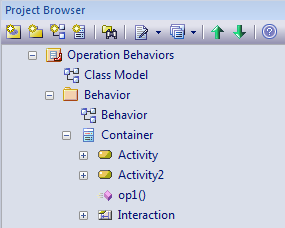 Project Browser
Operation Behaviors
Class Model
Behavior
Behavior
Container
Activity
Activity2
op1()
Interaction